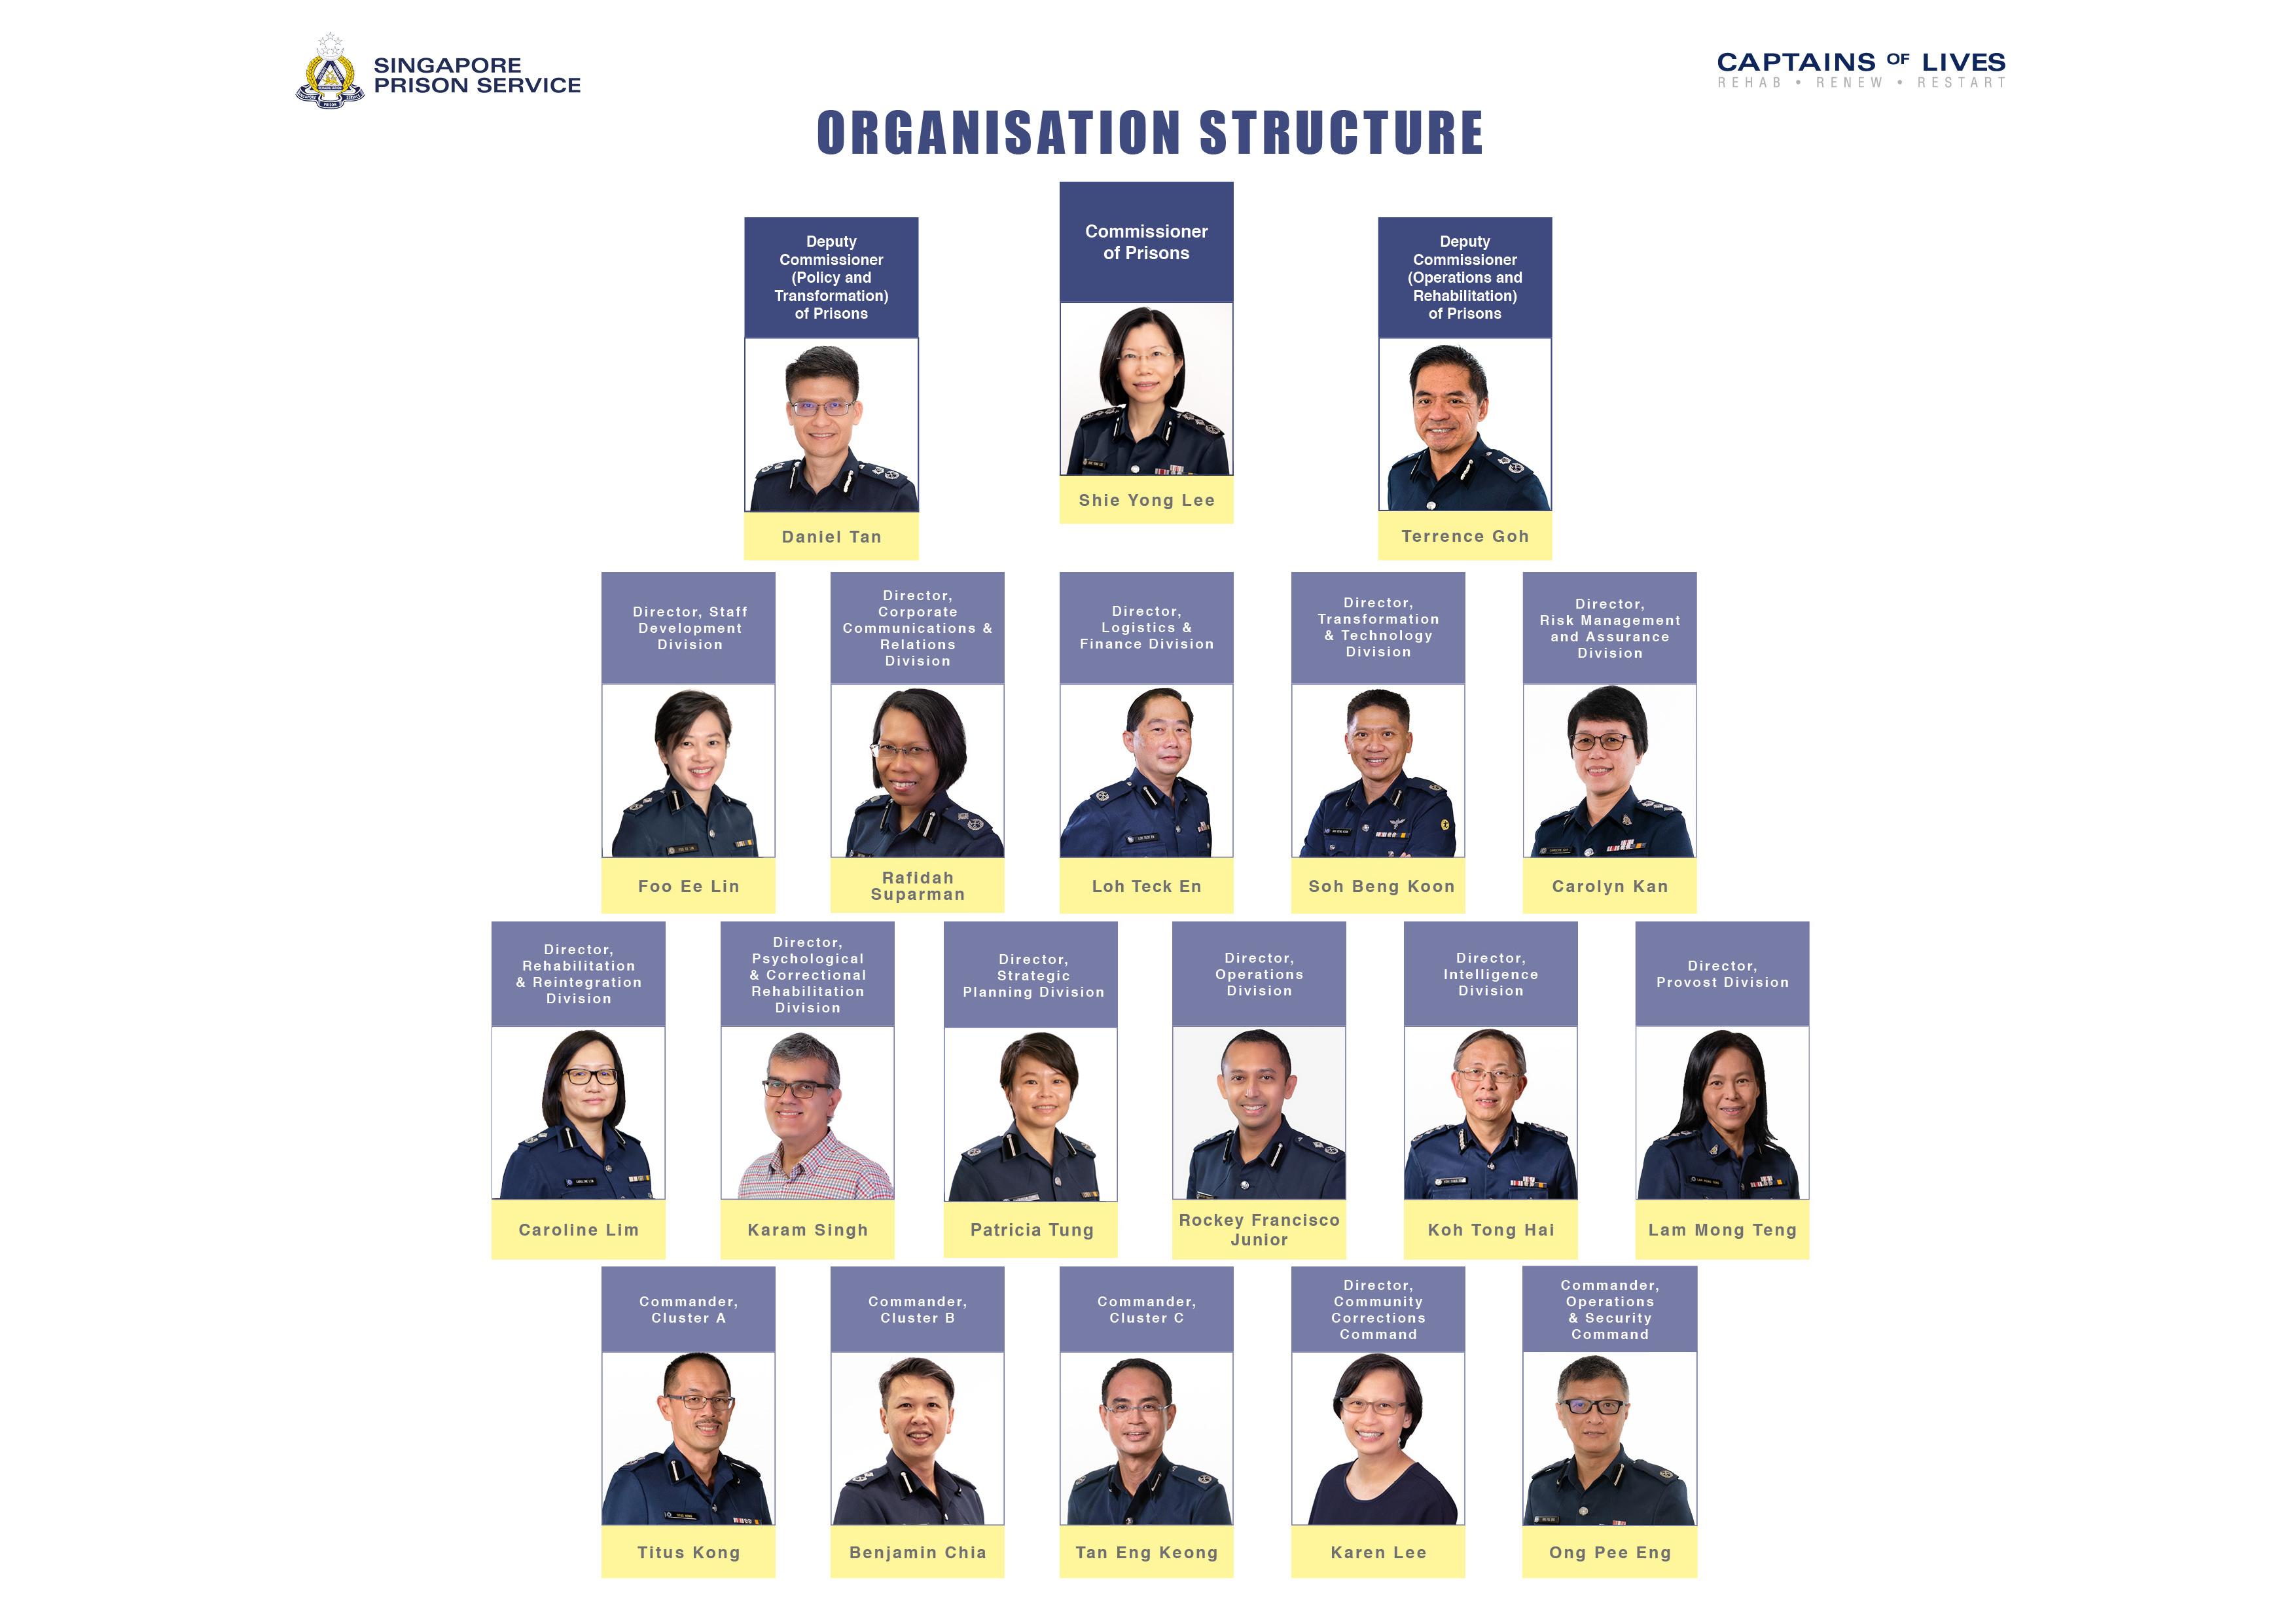 SINGAPORE
PRISON SERVICE
CAPTAINS OF LIVES
REHAB • RENEW • RESTART
ORGANISATION STRUCTURE
Deputy
Commissioner
(Policy and
Transformation)
of Prisons
Daniel Tan
Commissioner
of Prisons
Shie Yong Lee
Deputy
Commissioner
(Operations and
Rehabilitation)
of Prisons
Terrence Goh
Director, Staff
Development
Division
Foo Ee Lin
Director,
Corporate
Communications &
Relations
Division
Rafidah
Suparman
Director,
Logistics &
Finance Division
Loh Teck En
Director,
Transformation
& Technology
Division
Soh Beng Koon
Director,
Risk Management
and Assurance
Division
Carolyn Kan
Director,
Rehabilitation
& Reintegration
Division
Caroline Lim
Director,
Psychological
& Correctional
Rehabilitation
Division
Karam Singh
Director,
Strategic
Planning Division
Patricia Tung
Director,
Operations
Division
Rockey Francisco
Junior
Director,
Intelligence
Division
Koh Tong Hai
Director,
Provost Division
Lam Mong Teng
Commander,
Cluster A
Titus Kong
Commander,
Cluster B
Benjamin Chia
Commander,
Cluster C
Tan Eng Keong
Director,
Community
Corrections
Command
Karen Lee
Commander,
Operations
& Security
Command
Ong Pee Eng